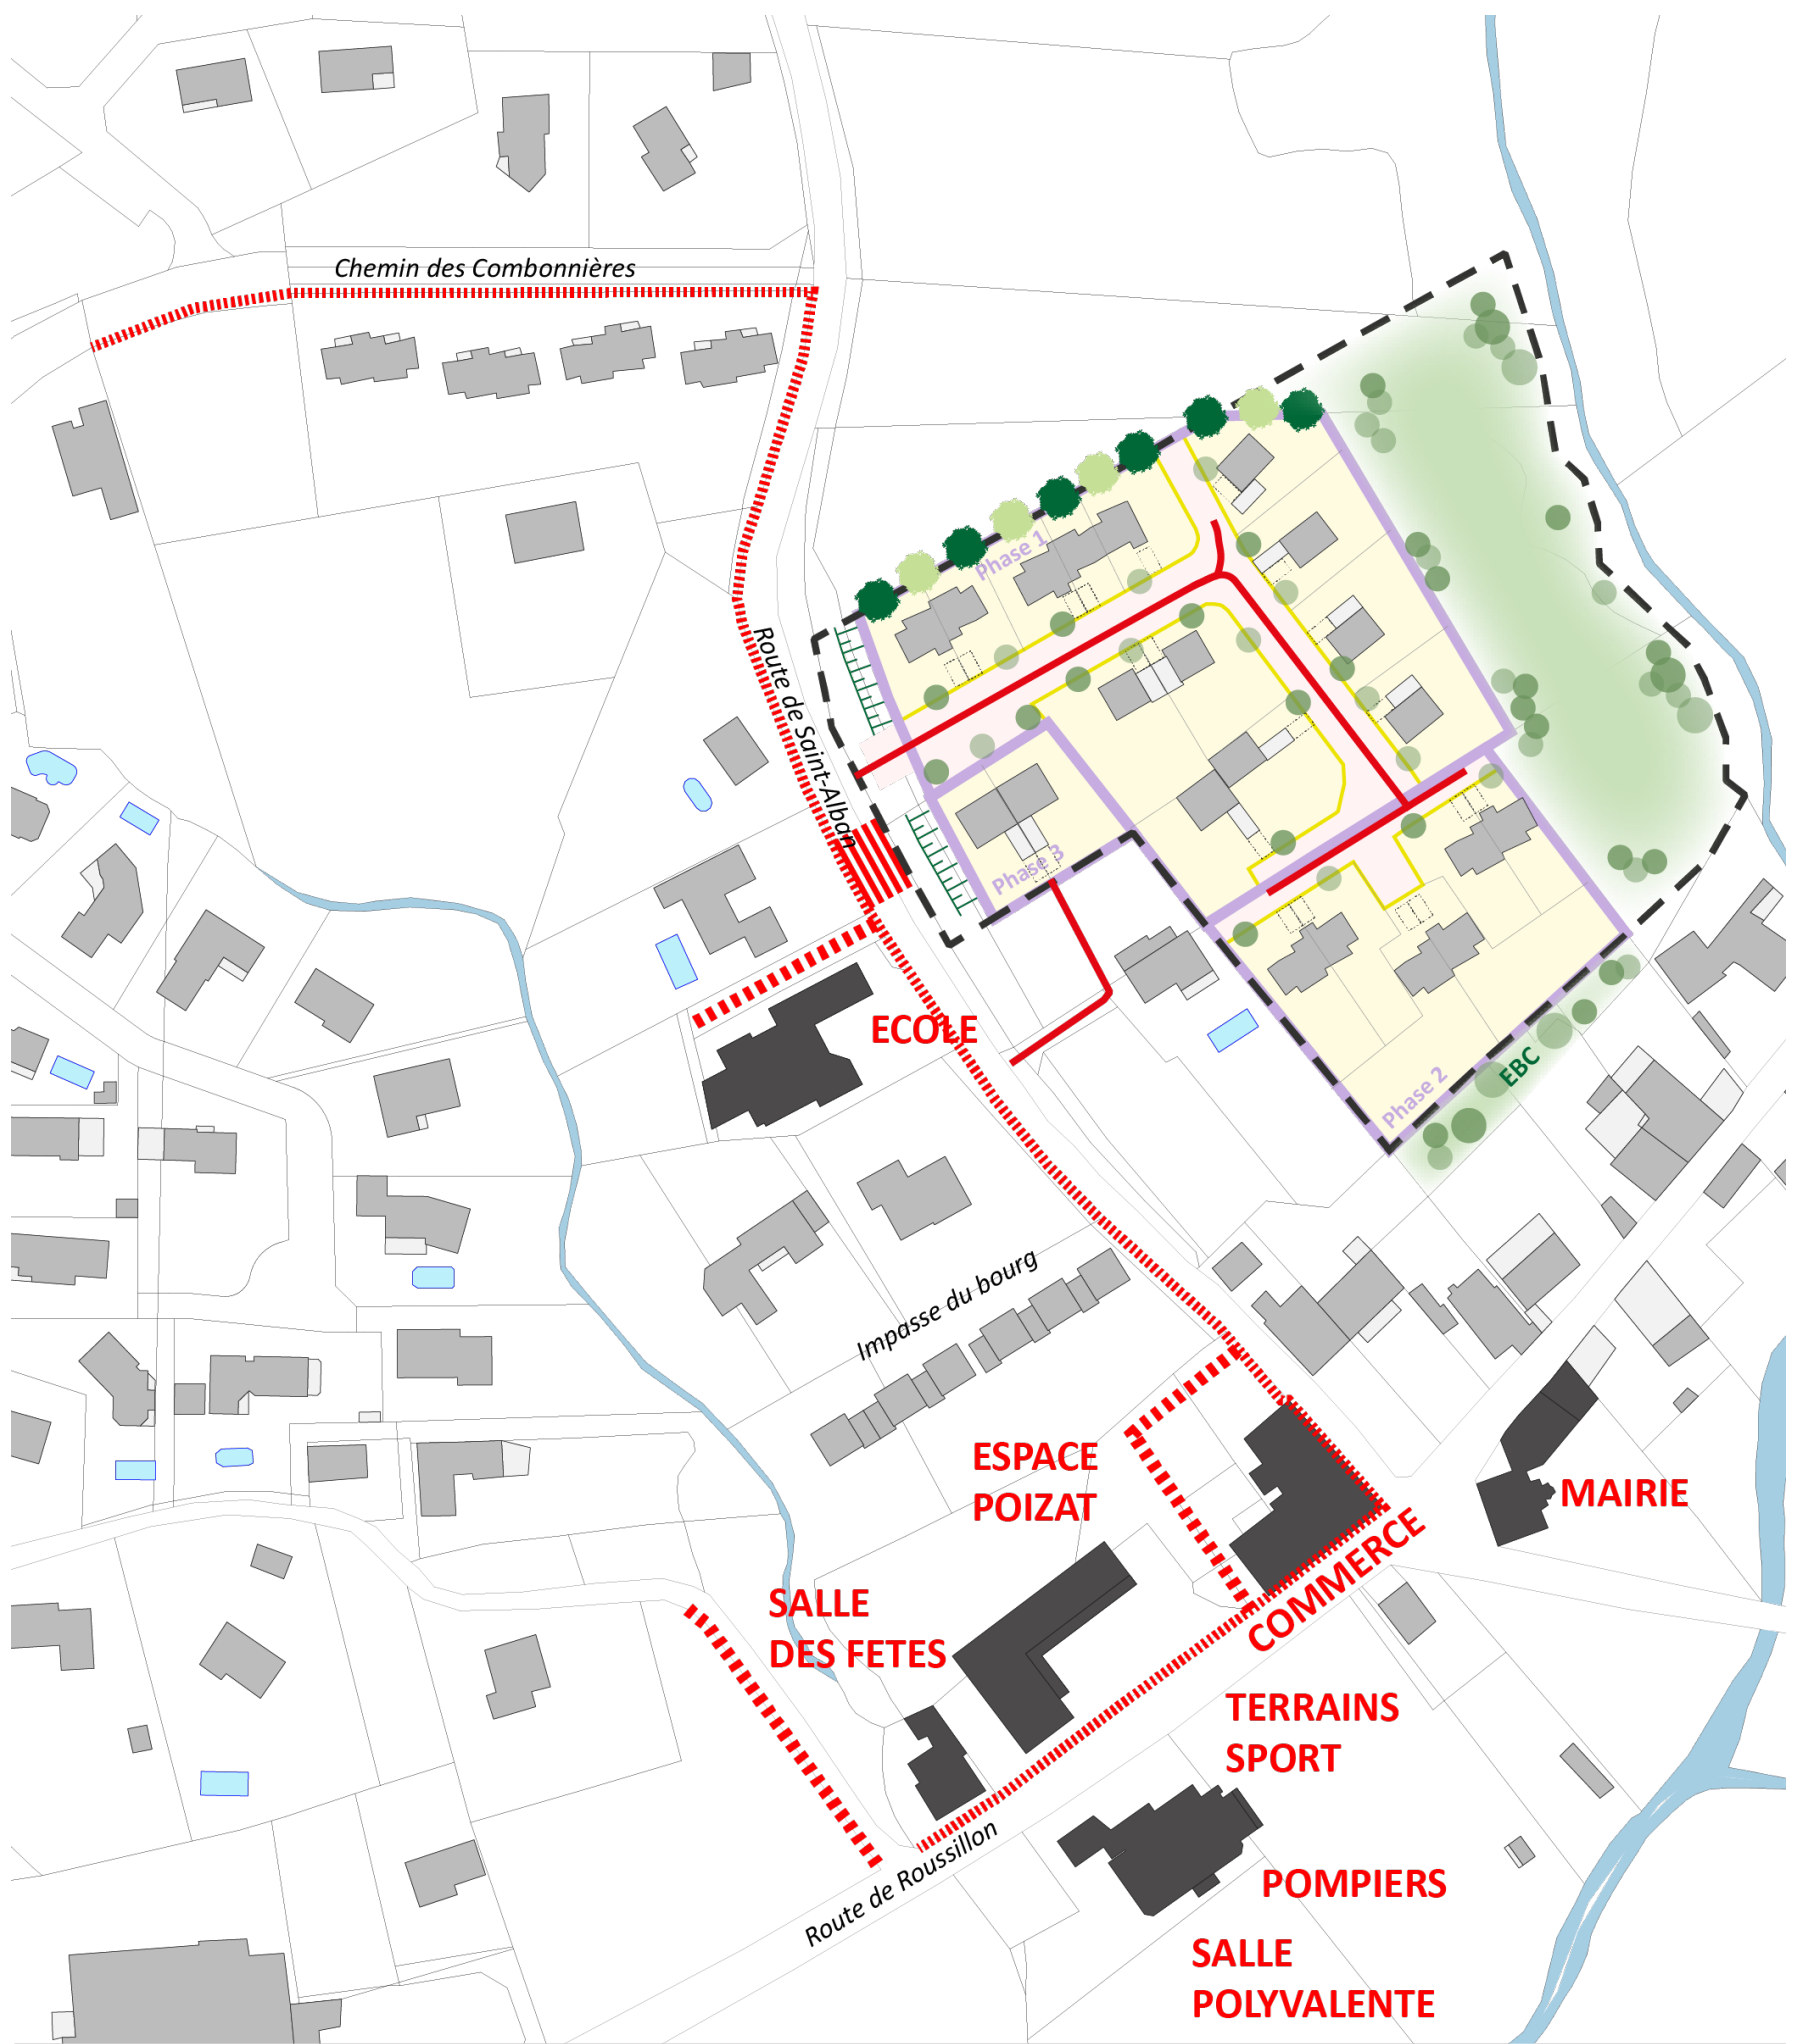 Chemin des Combonnières
Phase 1
Route de Saint-Alban
Phase 3
ECOLE
EBC
Phase 2
Impasse du bourg
ESPACE
POIZAT
MAIRIE
COMMERCE
SALLE
DES FETES
TERRAINS
SPORT
Route de Roussillon
POMPIERS
SALLE
POLYVALENTE